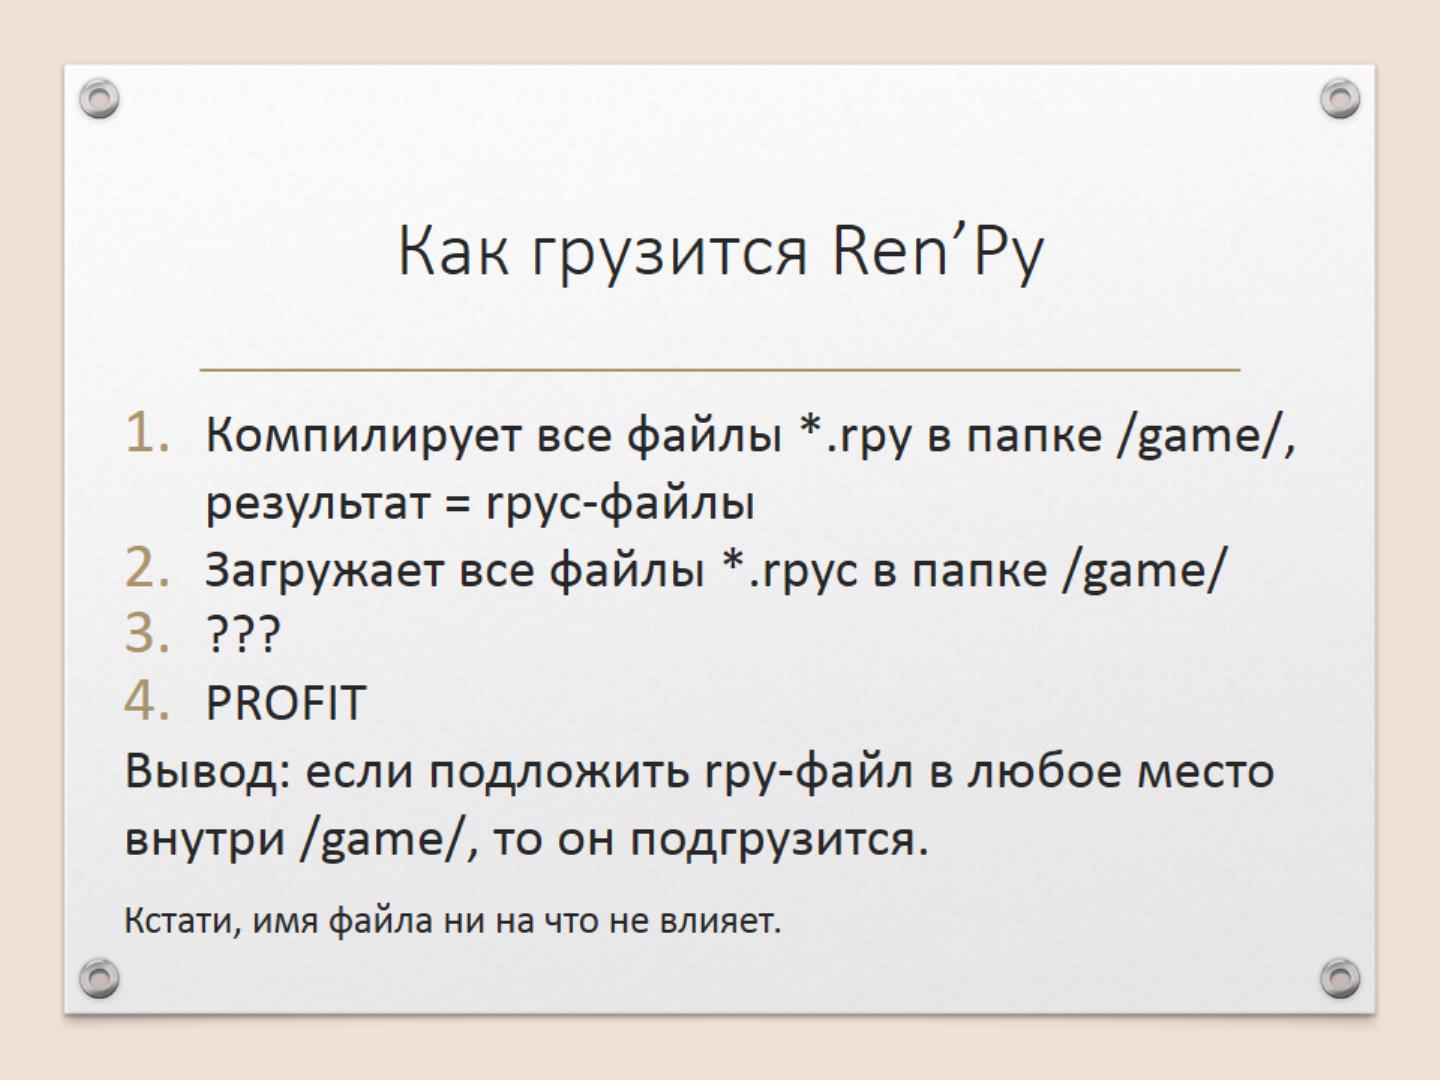 Как грузится Ren’Py
1. Компилирует все файлы *.rpy в папке /game/,
результат = rpyc-файлы
2. Загружает все файлы *.rpyc в папке /game/
3. ???
4. PROFIT
Вывод: если подложить rpy-файл в любое место
внутри /game/, то он подгрузится.
Кстати, имя файла ни на что не влияет.